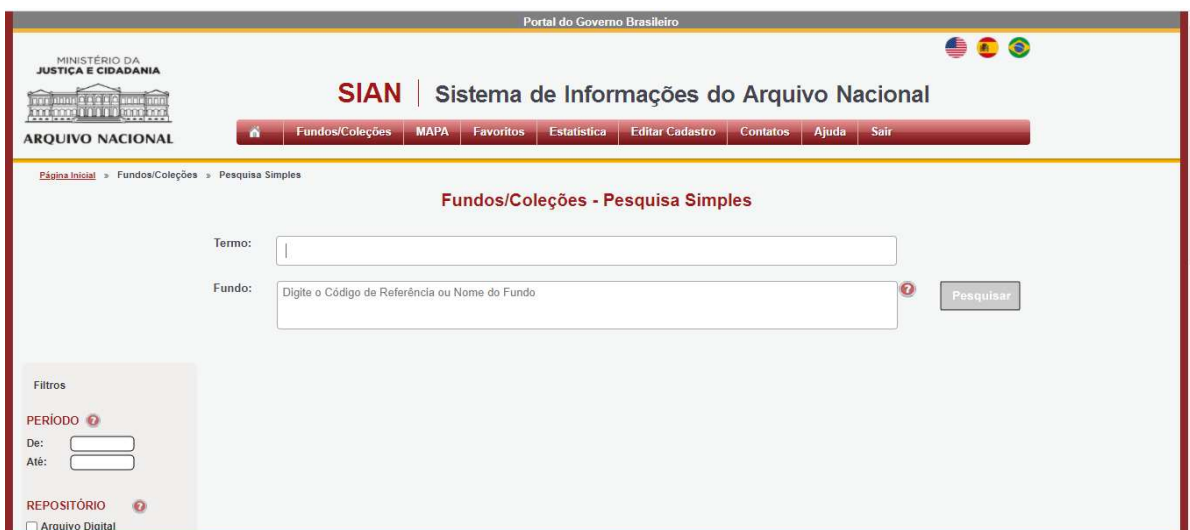 Portal do Governo Brasileiro
MINISTÉRIO DA
JUSTIÇA E CIDADANIA
ARQUIVO NACIONAL
SIAN | Sistema de Informações do Arquivo Nacional
Fundos/Coleções MAPA Favoritos Estatística Editar Cadastro Contatos Ajuda Sair
Página Inicial » Fundos/Coleções » Pesquisa Simples
Fundos/Coleções - Pesquisa Simples
Termo:
Fundo: Digite o Código de Referência ou Nome do Fundo ? Pesquisar
Filtros
PERÍODO ?
De:
Até:
REPOSITÓRIO ?
Arquivo Digital